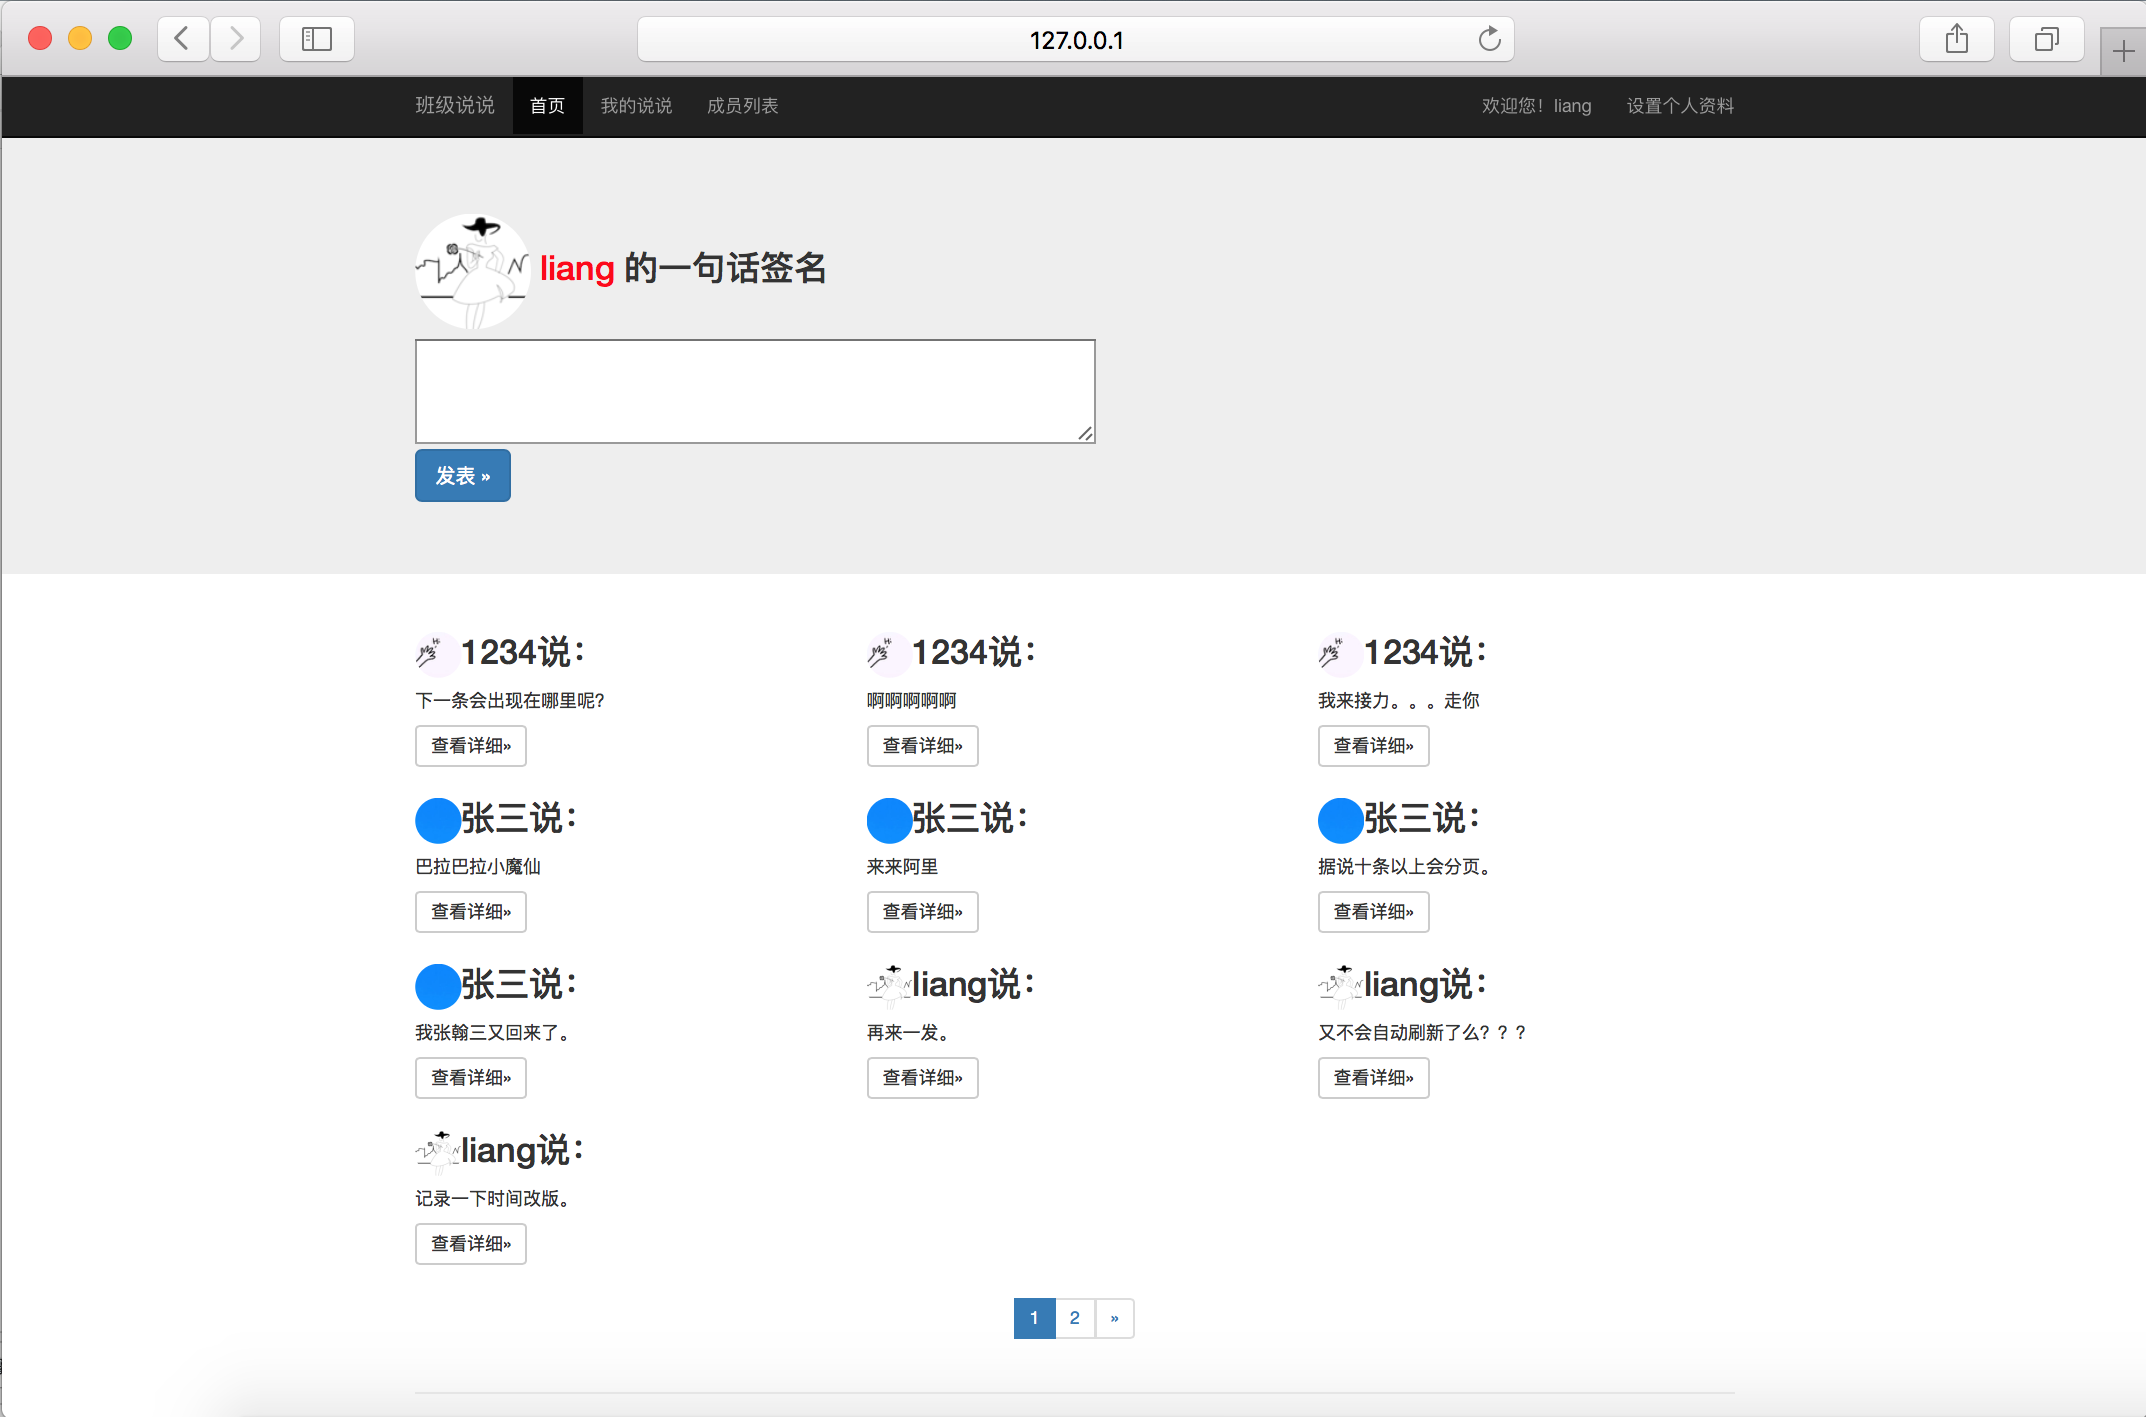 127.0.0.1
班级说说 首页 我的说说 成员列表 欢迎您！liang 设置个人资料
liang 的一句话签名
发表 »
1234说： 1234说： 1234说：
下一条会出现在哪里呢？ 啊啊啊啊啊 我来接力。。。走你
查看详细» 查看详细» 查看详细»
张三说： 张三说： 张三说：
巴拉巴拉小魔仙 来来阿里 据说十条以上会分页。
查看详细» 查看详细» 查看详细»
张三说： liang说： liang说：
我张翰三又回来了。 再来一发。 又不会自动刷新了么？？？
查看详细» 查看详细» 查看详细»
liang说：
记录一下时间改版。
查看详细»
1 2 »